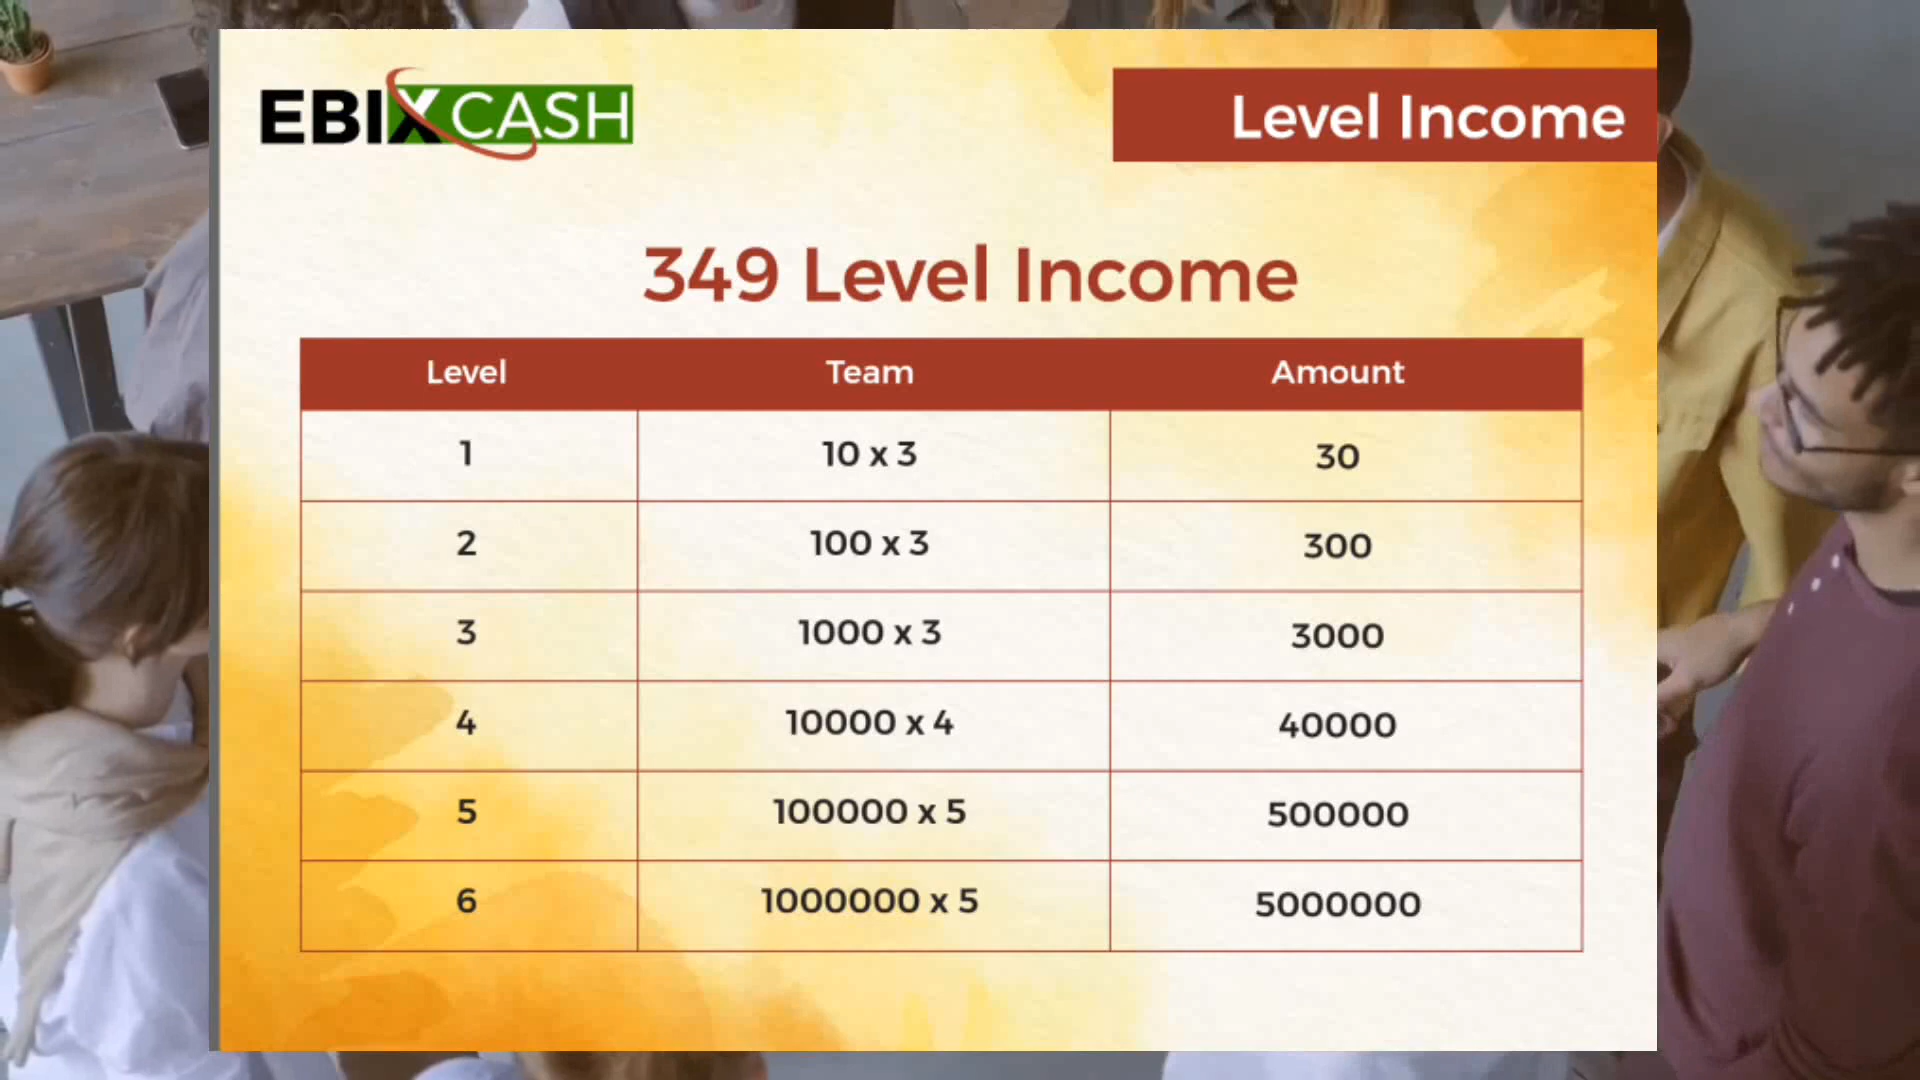 EBIXCASH
Level Income
349 Level Income
Level Team Amount
1 10 x 3 30
2 100 x 3 300
3 1000 x 3 3000
4 10000 x 4 40000
5 100000 x 5 500000
6 1000000 x 5 5000000